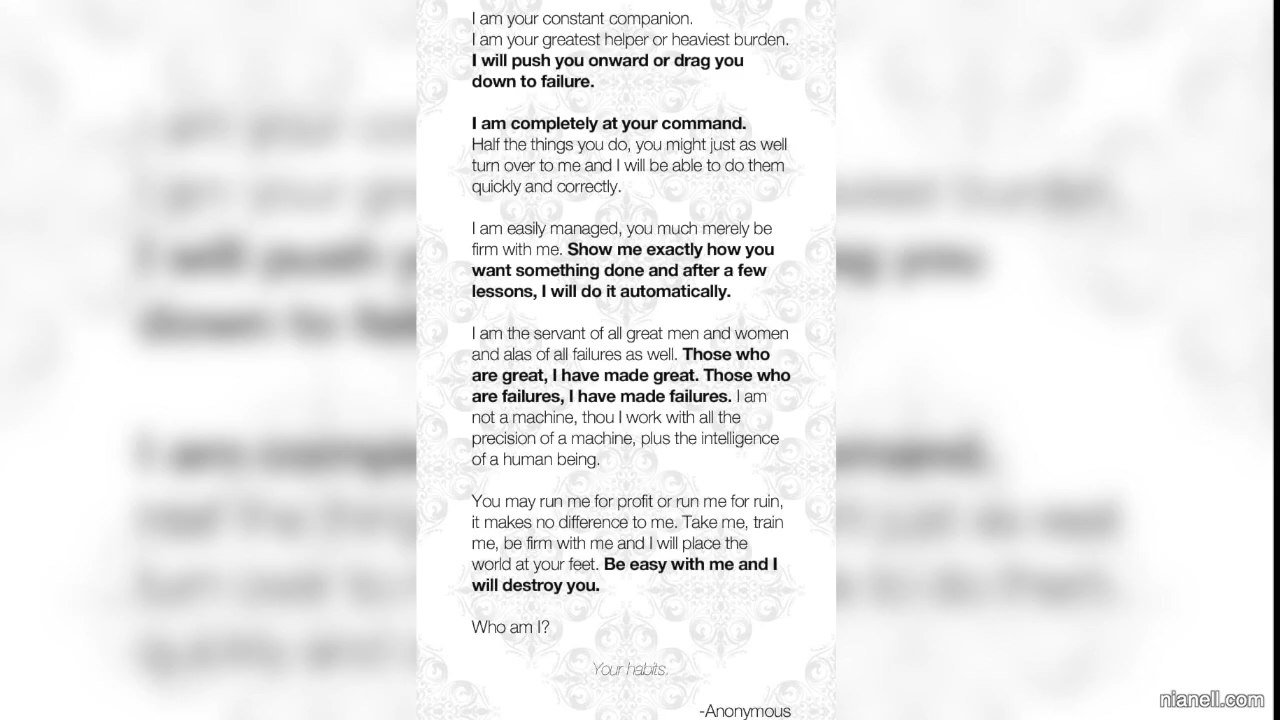 I am your constant companion.
I am your greatest helper or heaviest burden.
I will push you onward or drag you
down to failure.
I am completely at your command.
Half the things you do, you might just as well
turn over to me and I will be able to do them
quickly and correctly.
I am easily managed, you much merely be
firm with me. Show me exactly how you
want something done and after a few
lessons, I will do it automatically.
I am the servant of all great men and women
and alas of all failures as well. Those who
are great, I have made great. Those who
are failures, I have made failures. I am
not a machine, thou I work with all the
precision of a machine, plus the intelligence
of a human being.
You may run me for profit or run me for ruin,
it makes no difference to me. Take me, train
me, be firm with me and I will place the
world at your feet. Be easy with me and I
will destroy you.
Who am I?
Your habits.
-Anonymous
nianell.com